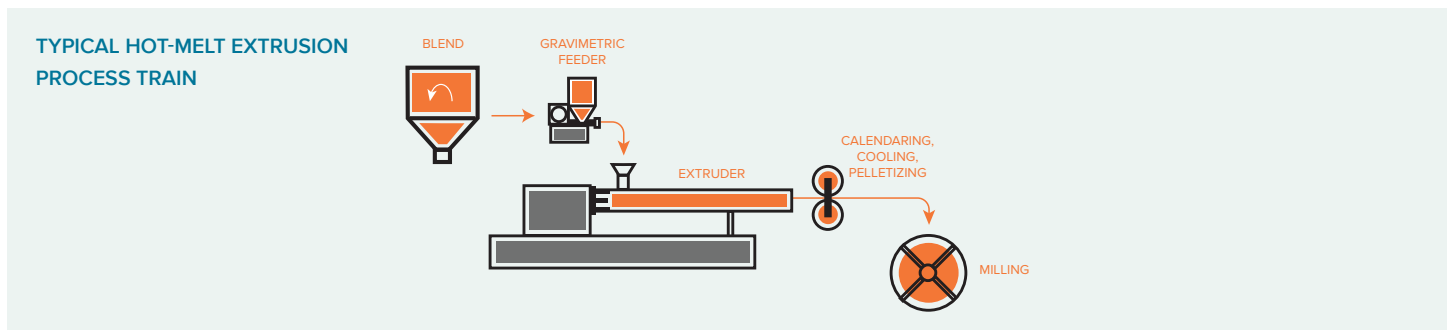 TYPICAL HOT-MELT EXTRUSION
PROCESS TRAIN
BLEND
GRAVIMETRIC
FEEDER
EXTRUDER
CALENDARING,
COOLING,
PELLETIZING
MILLING